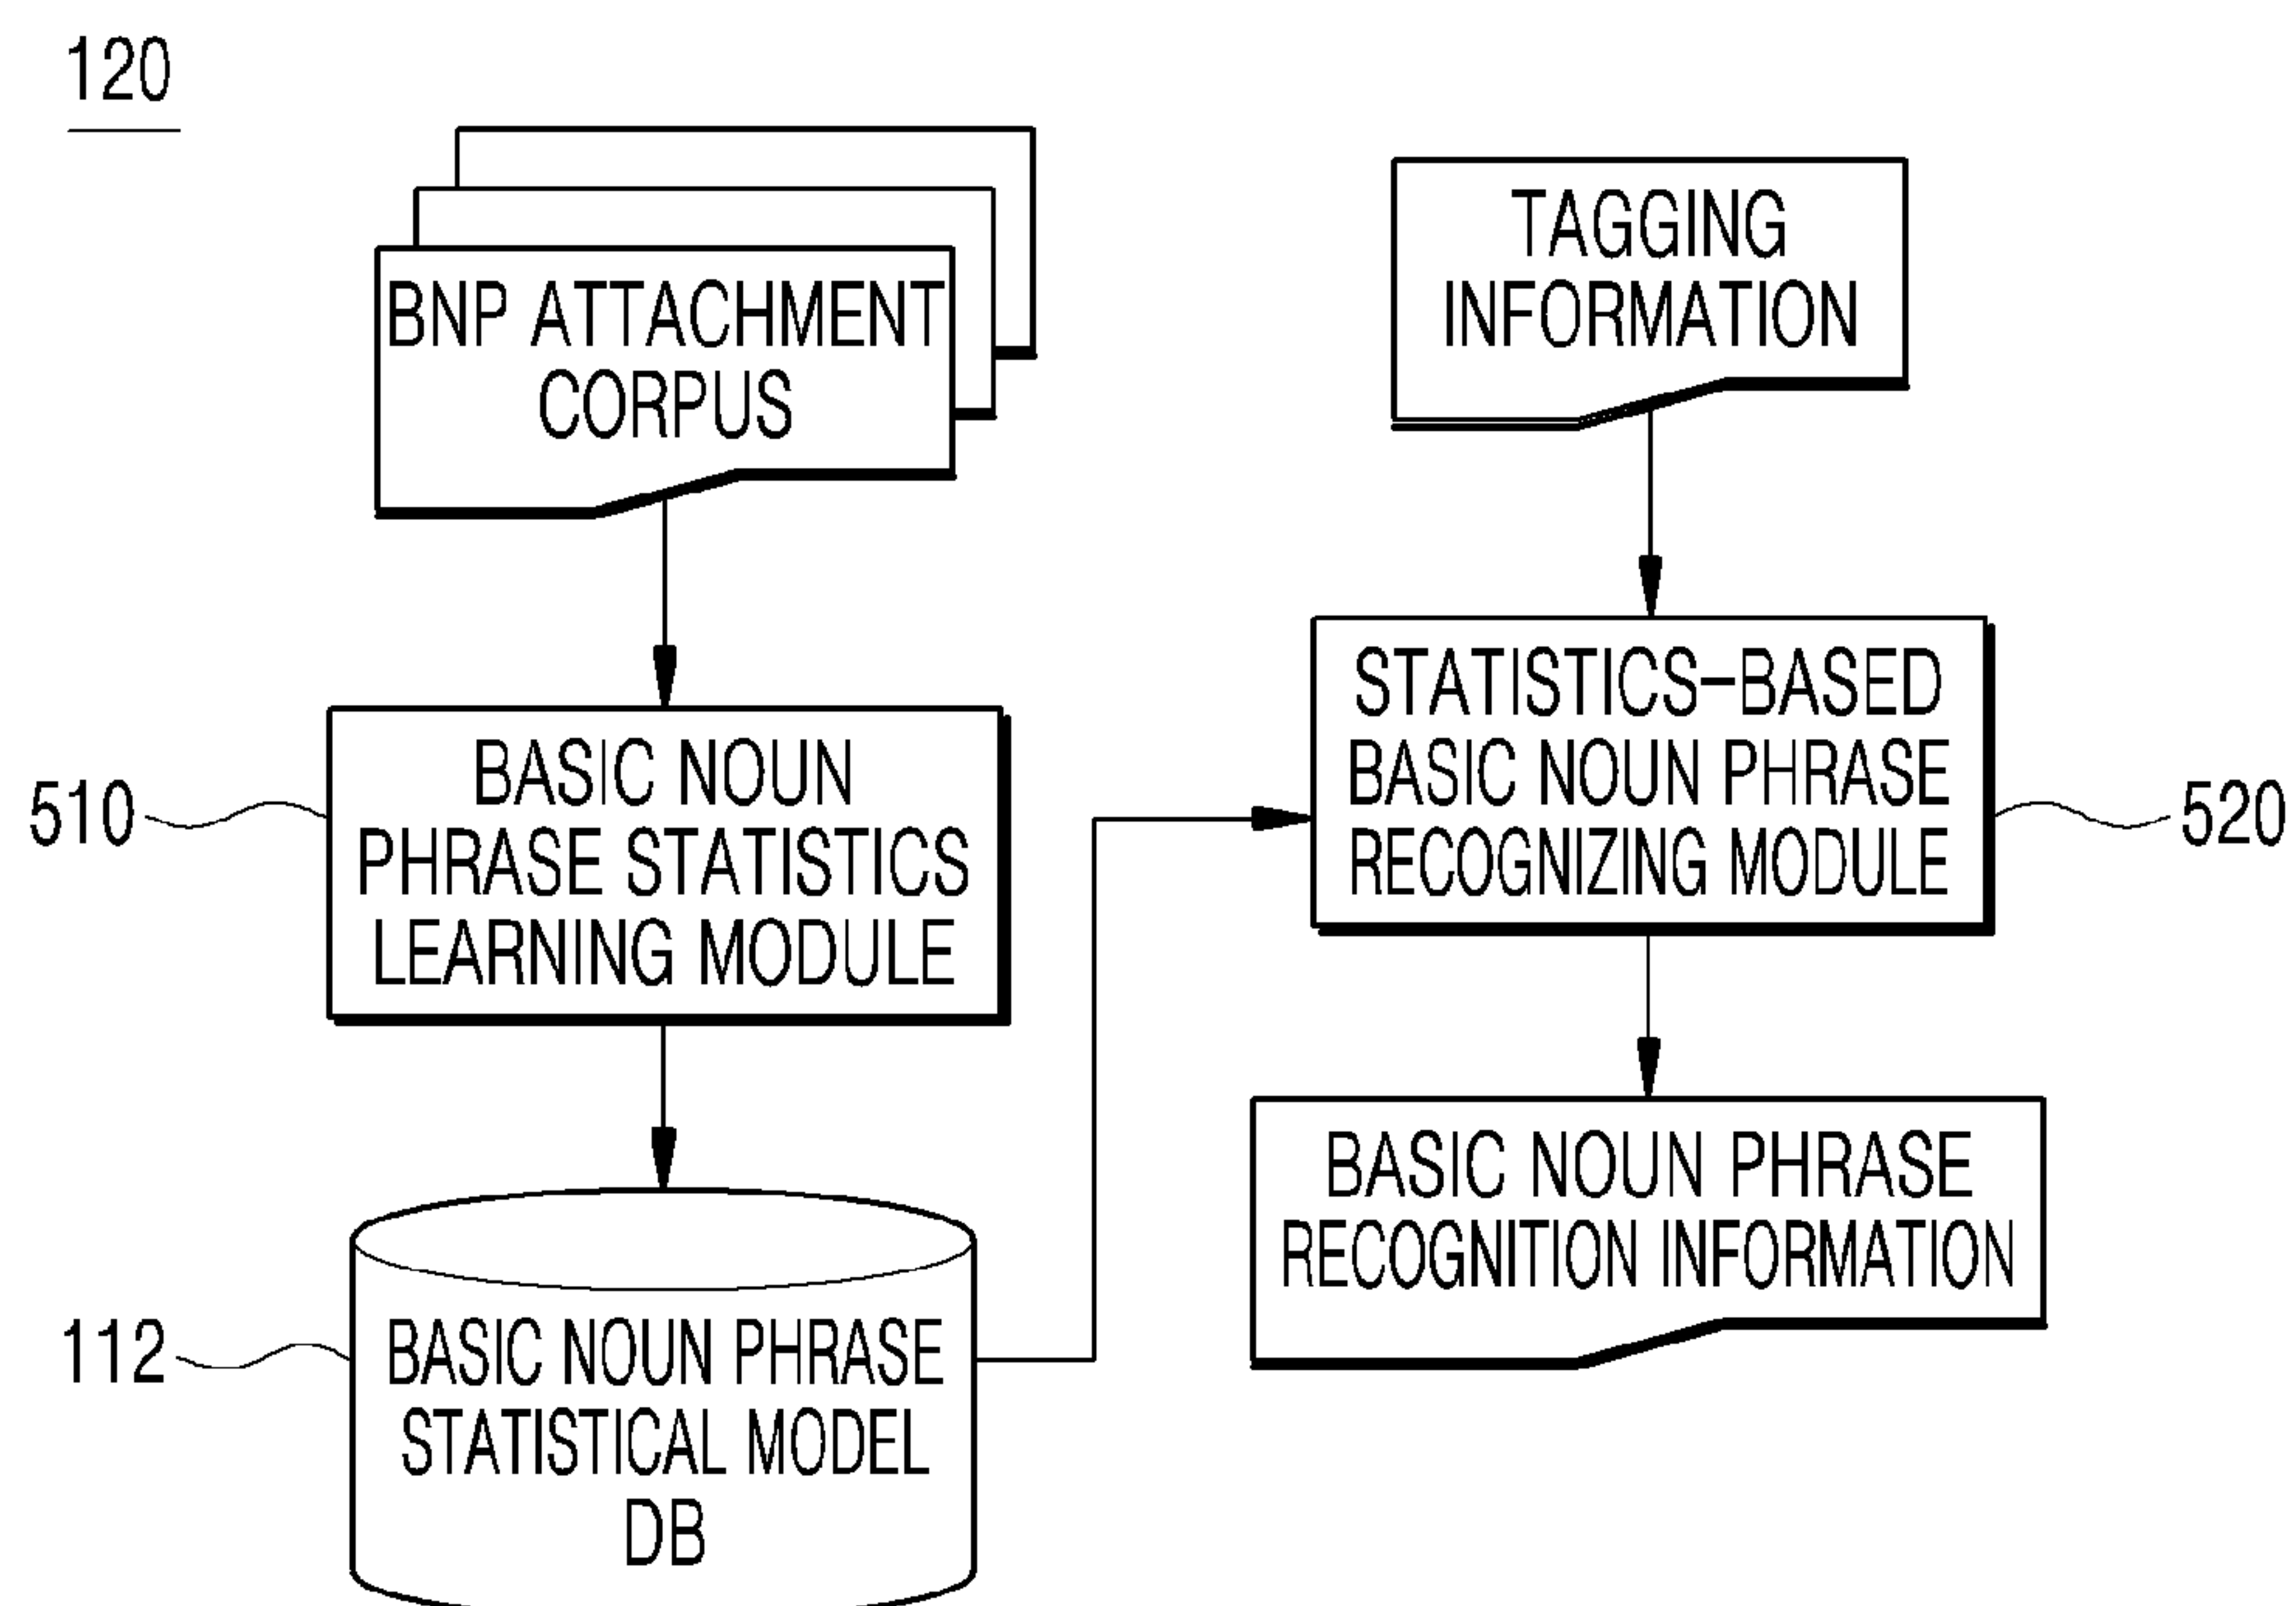 120
BNP ATTACHMENT
CORPUS
TAGGING
INFORMATION
510
BASIC NOUN
PHRASE STATISTICS
LEARNING MODULE
STATISTICS-BASED
BASIC NOUN PHRASE
RECOGNIZING MODULE
520
112
BASIC NOUN PHRASE
STATISTICAL MODEL
DB
BASIC NOUN PHRASE
RECOGNITION INFORMATION